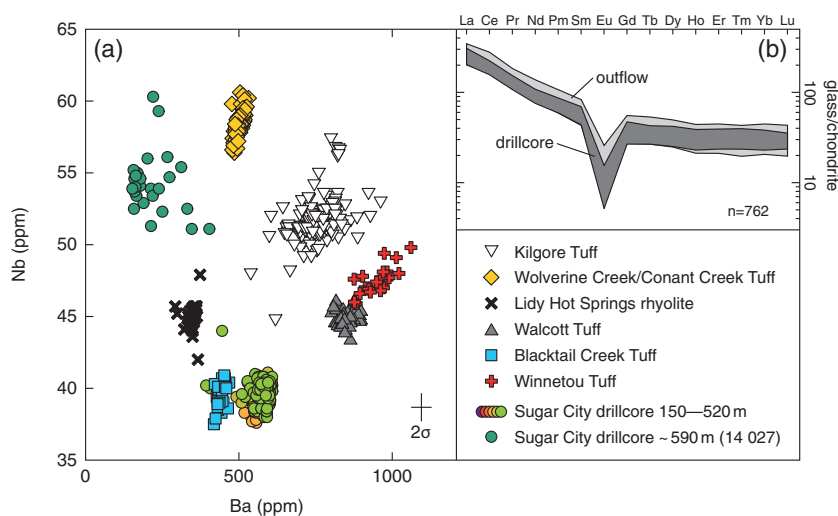 (a)
65
60
55
50
45
40
35
Nb (ppm)
0
500
1000
Ba (ppm)
2σ
La Ce Pr Nd Pm Sm Eu Gd Tb Dy Ho Er Tm Yb Lu
(b)
outflow
drillcore
100
10
glass/chondrite
n=762
Kilgore Tuff
Wolverine Creek/Conant Creek Tuff
Lidy Hot Springs rhyolite
Walcott Tuff
Blacktail Creek Tuff
Winnetou Tuff
Sugar City drillcore 150—520 m
Sugar City drillcore ~ 590 m (14 027)